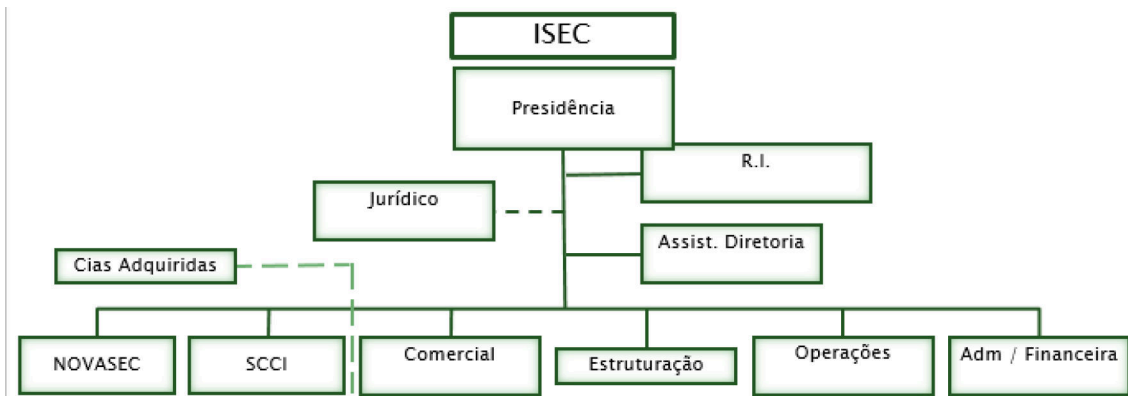 ISEC
Presidência
R.I.
Jurídico
Assist. Diretoria
Cias Adquiridas
NOVASEC
SCCI
Comercial
Estruturação
Operações
Adm / Financeira